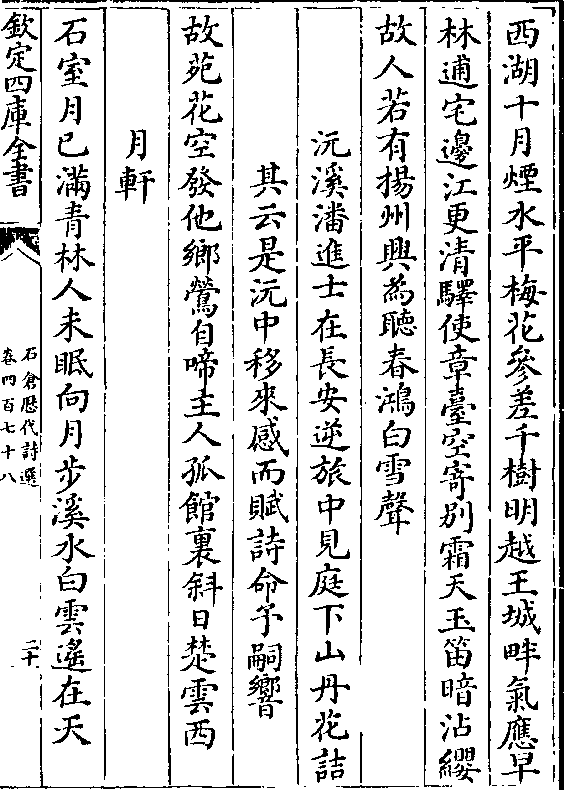 西湖十月煙水平梅花參差千樹明越王城畔氣應早
林逋宅邊江更清驛使章臺空寄别霜天玉笛暗沾纓
故人若有揚州興為聽春鴻白雪聲
沅溪潘進士在長安逆旅中見庭下山丹花詰
其云是沅中移來感而賦詩命予嗣響
故苑花空發他鄉鶯自啼主人孤館裏斜日楚雲西
月軒
石室月已滿青林人未眠向月步溪水白雲遙在天
欽定四庫全書
石倉歴代詩選
卷四百七十八
二十